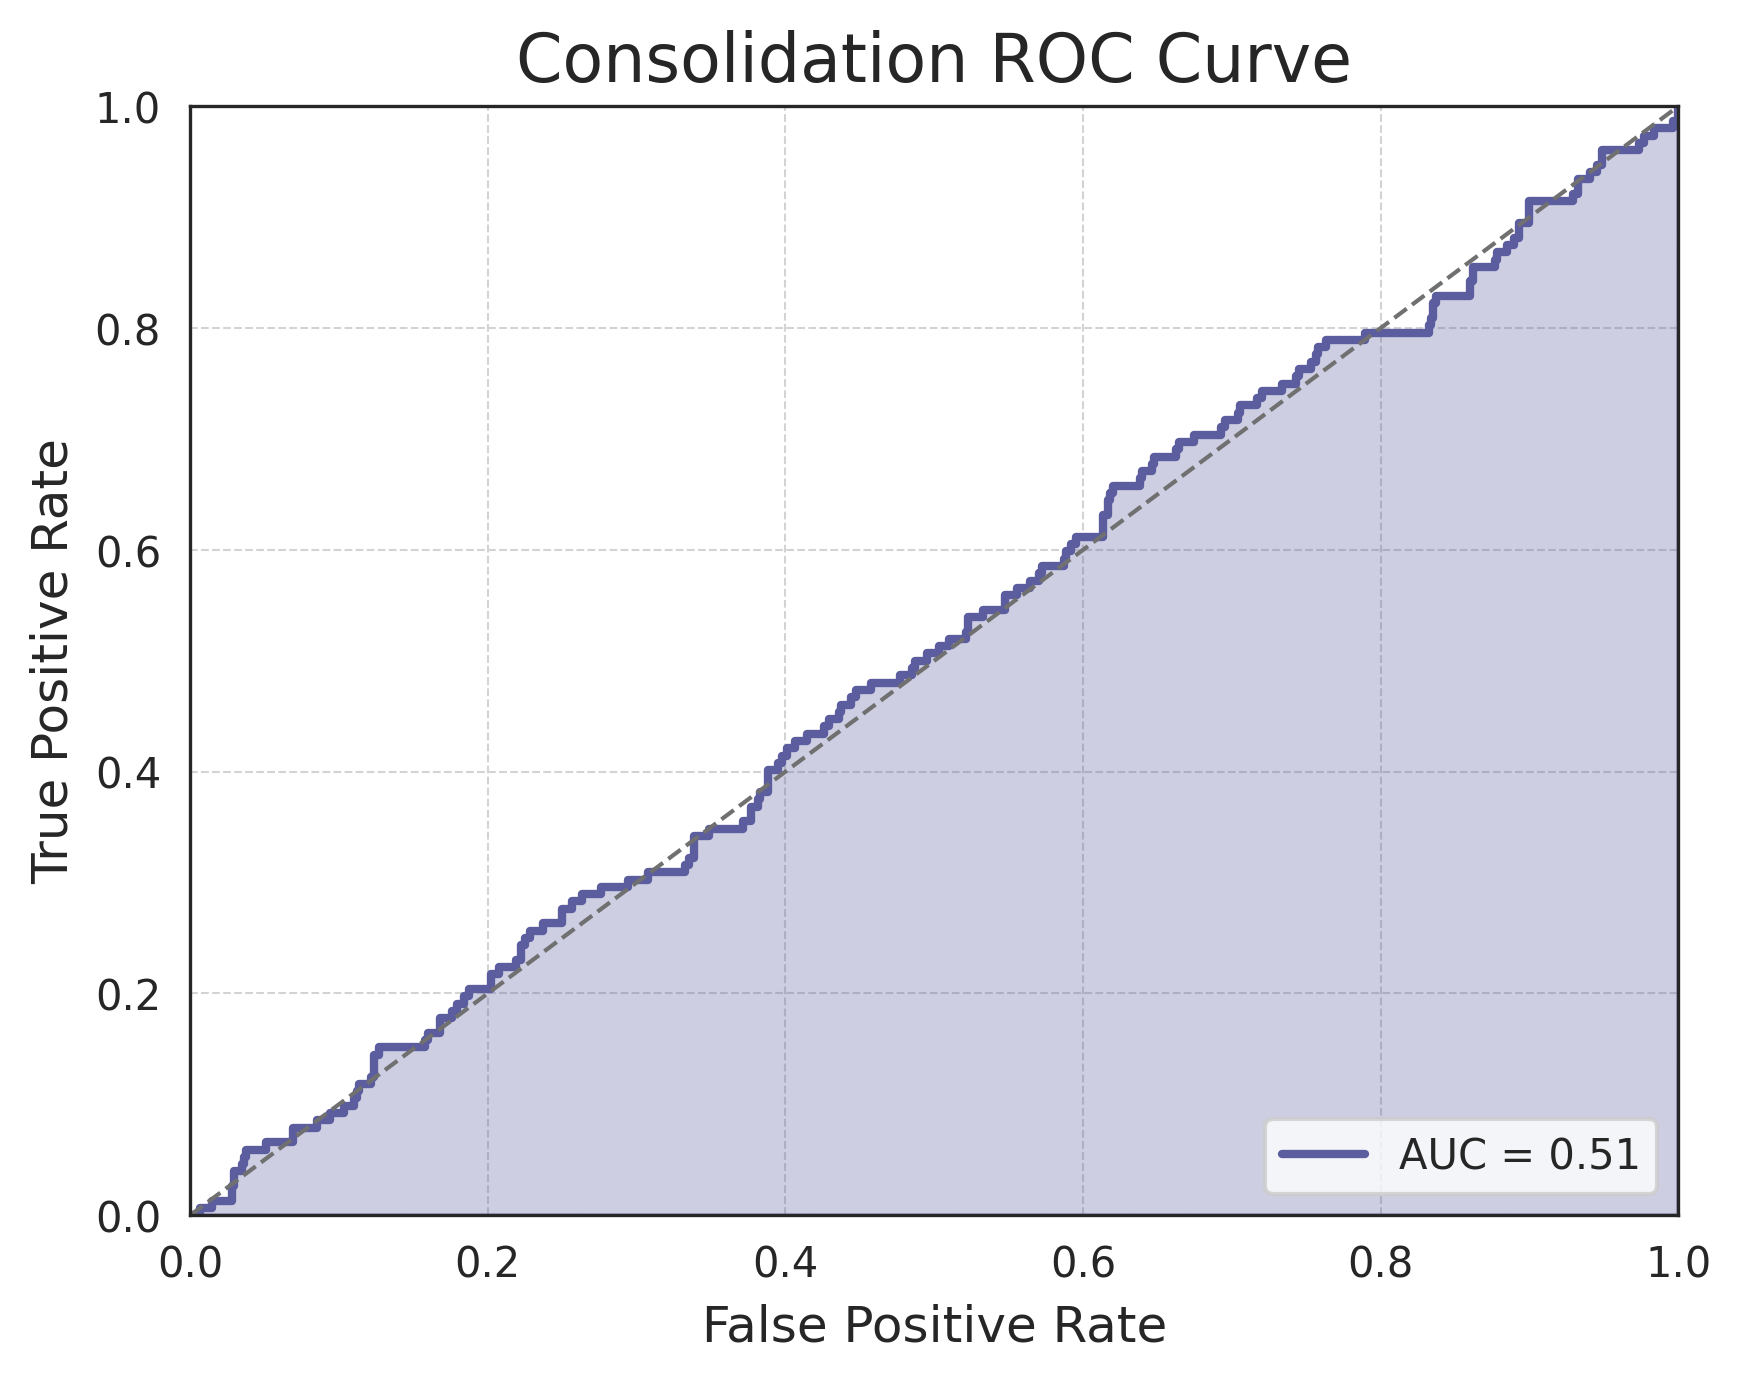 Consolidation ROC Curve
1.0
0.8
0.6
0.4
0.2
0.0
True Positive Rate
AUC = 0.51
0.0 0.2 0.4 0.6 0.8 1.0
False Positive Rate